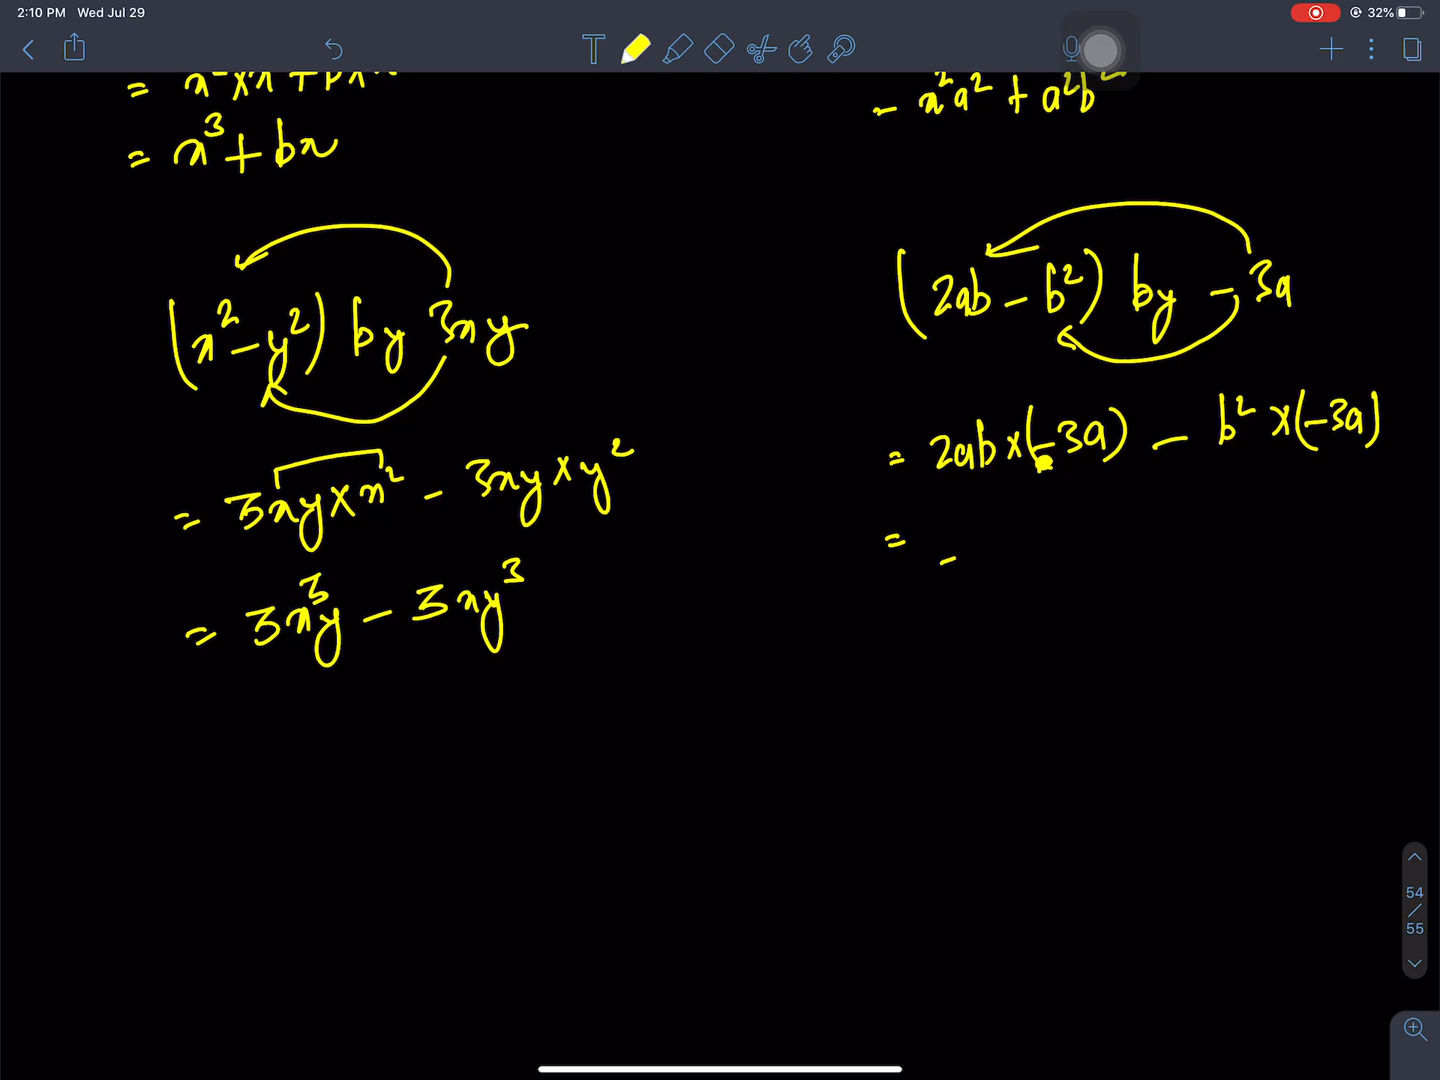 2:10 PM Wed Jul 29
32%
T
= x³ + bx
- x²a² + a²b²
(x² - y²) by 3xy
= 3xy × x² - 3xy × y²
= 3x³y - 3xy³
(2ab - b²) by - 3a
= 2ab × (-3a) - b² × (-3a)
= -
54
/
55